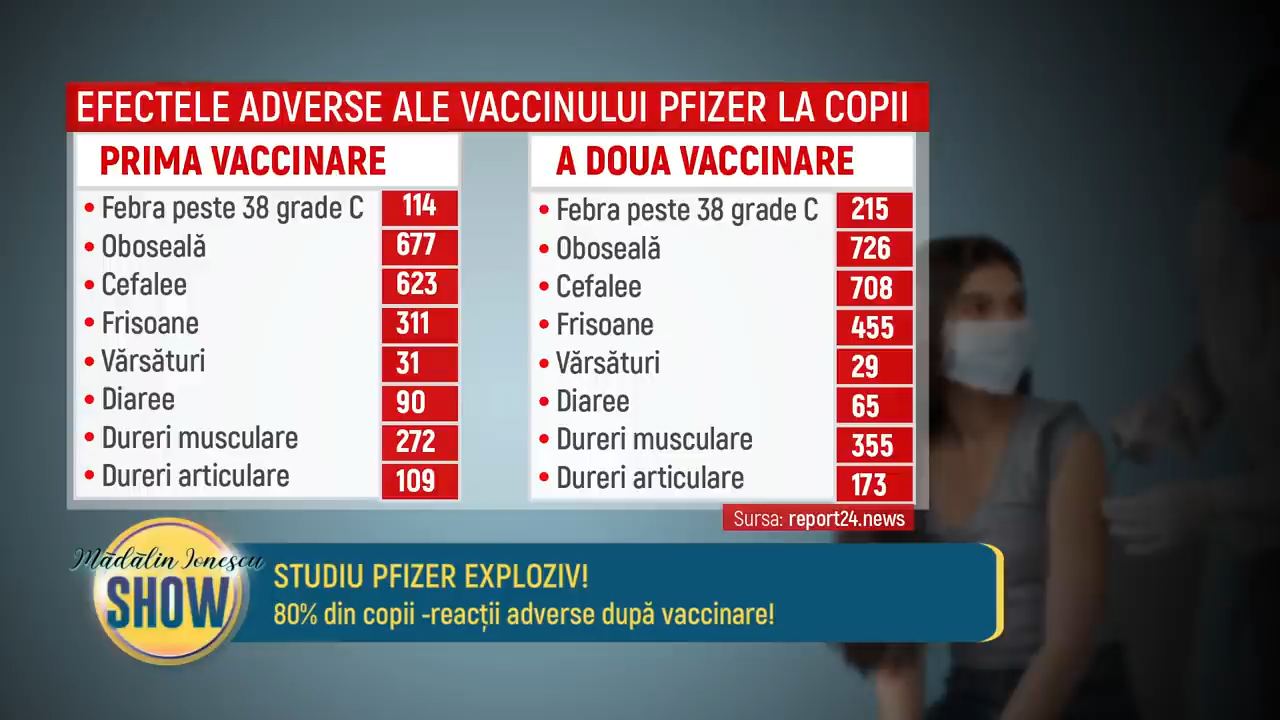 EFECTELE ADVERSE ALE VACCINULUI PFIZER LA COPII
PRIMA VACCINARE
• Febra peste 38 grade C 114
• Oboseală 677
• Cefalee 623
• Frisoane 311
• Vărsături 31
• Diaree 90
• Dureri musculare 272
• Dureri articulare 109
A DOUA VACCINARE
• Febra peste 38 grade C 215
• Oboseală 726
• Cefalee 708
• Frisoane 455
• Vărsături 29
• Diaree 65
• Dureri musculare 355
• Dureri articulare 173
Sursa: report24.news
Mădălin Ionescu
SHOW
STUDIU PFIZER EXPLOZIV!
80% din copii -reacții adverse după vaccinare!